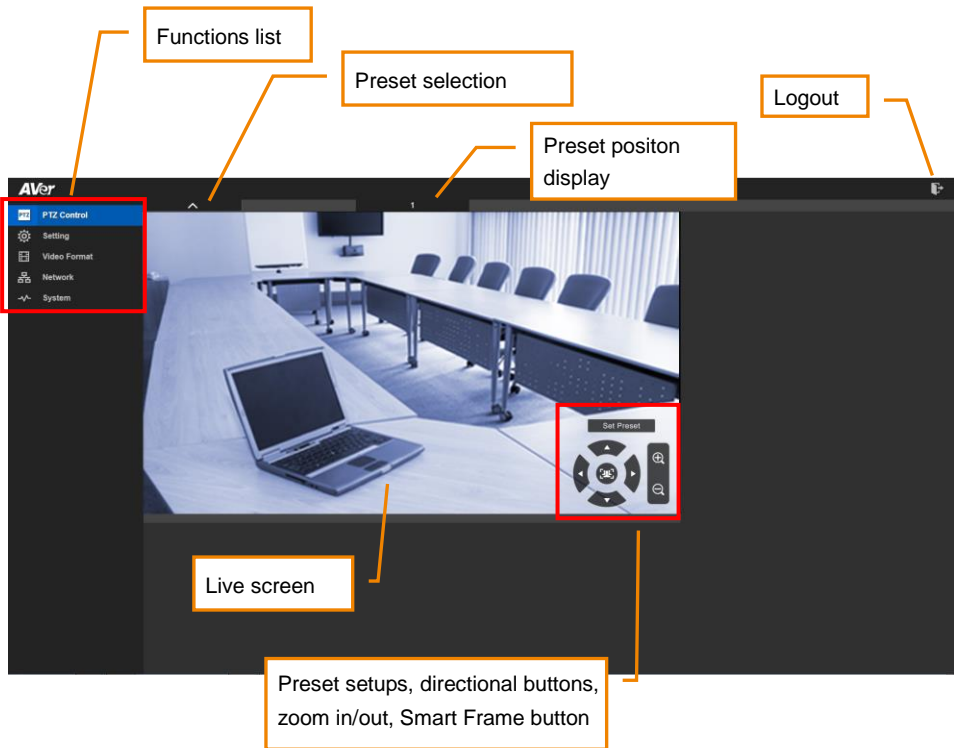 Functions list
Preset selection
Logout
Preset positon
display
AVer
1
PTZ PTZ Control
Setting
Video Format
Network
System
Set Preset
Live screen
Preset setups, directional buttons,
zoom in/out, Smart Frame button